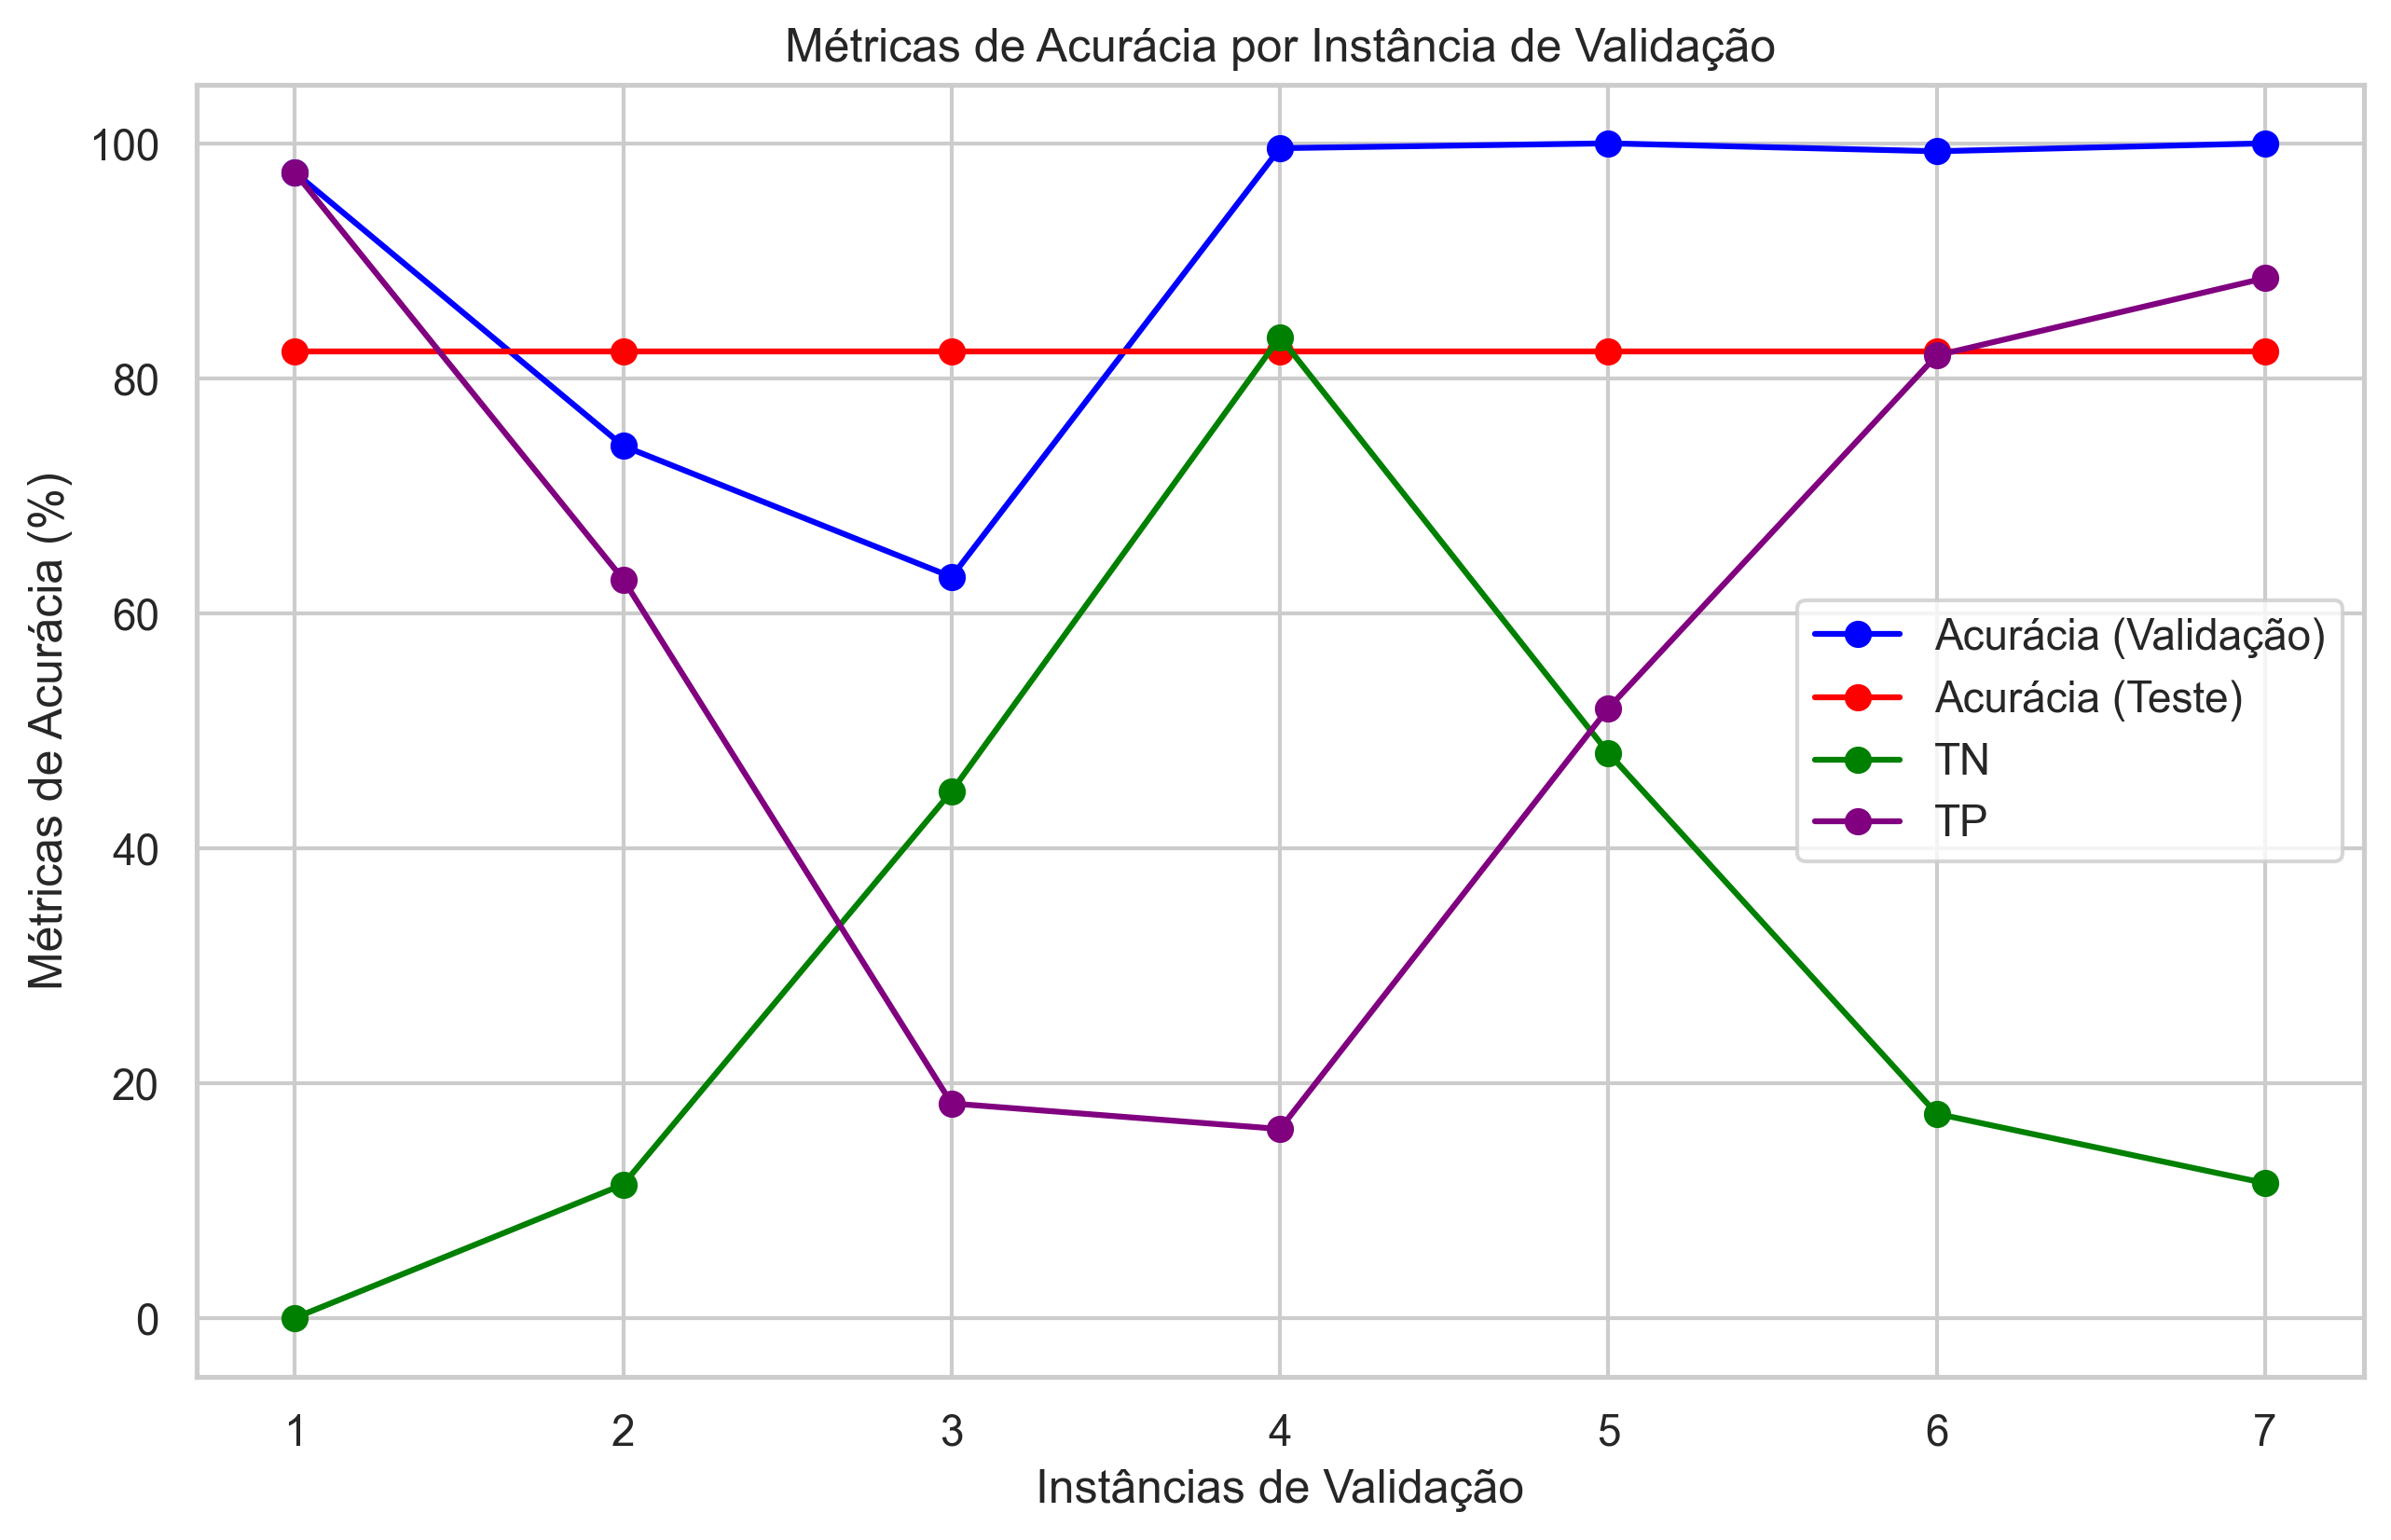 Métricas de Acurácia por Instância de Validação
Métricas de Acurácia (%)
100
80
60
40
20
0
Acurácia (Validação)
Acurácia (Teste)
TN
TP
1 2 3 4 5 6 7
Instâncias de Validação